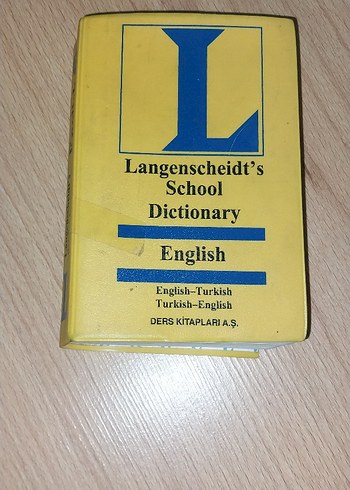 L
Langenscheidt's
School
Dictionary
English
English–Turkish
Turkish–English
DERS KİTAPLARI A.Ş.